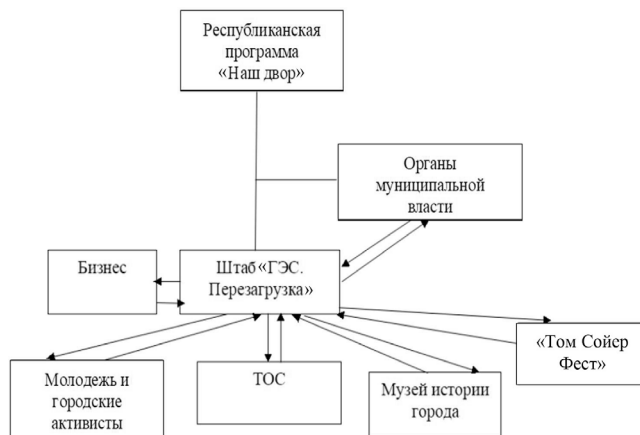 Республиканская
программа
«Наш двор»
Органы
муниципальной
власти
Бизнес
Штаб «ГЭС.
Перезагрузка»
«Том Сойер
Фест»
Молодежь и
городские
активисты
ТОС
Музей истории
города